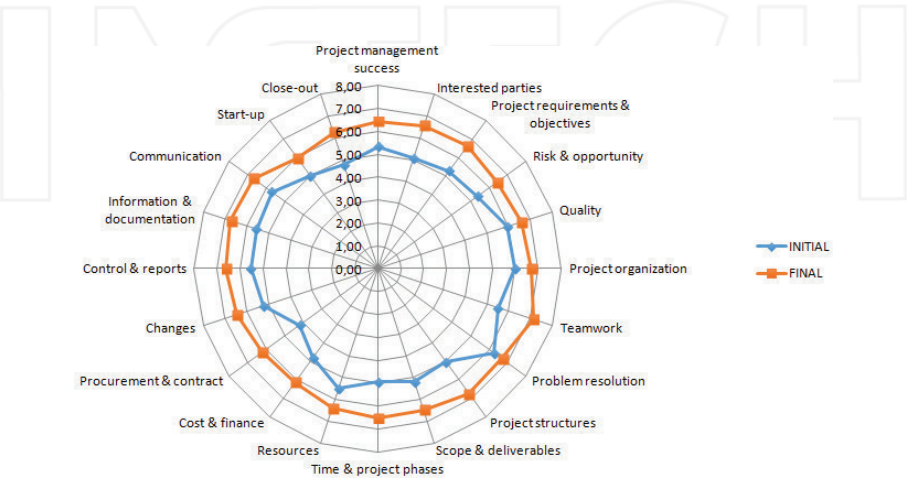 INTECH
Project management
success
Close-out
Interested parties
Start-up
Project requirements &
objectives
Communication
Risk & opportunity
Information &
documentation
Quality
Control & reports
Project organization
Changes
Teamwork
Procurement & contract
Problem resolution
Cost & finance
Project structures
Resources
Scope & deliverables
Time & project phases
8,00
7,00
6,00
5,00
4,00
3,00
2,00
1,00
0,00
INITIAL
FINAL